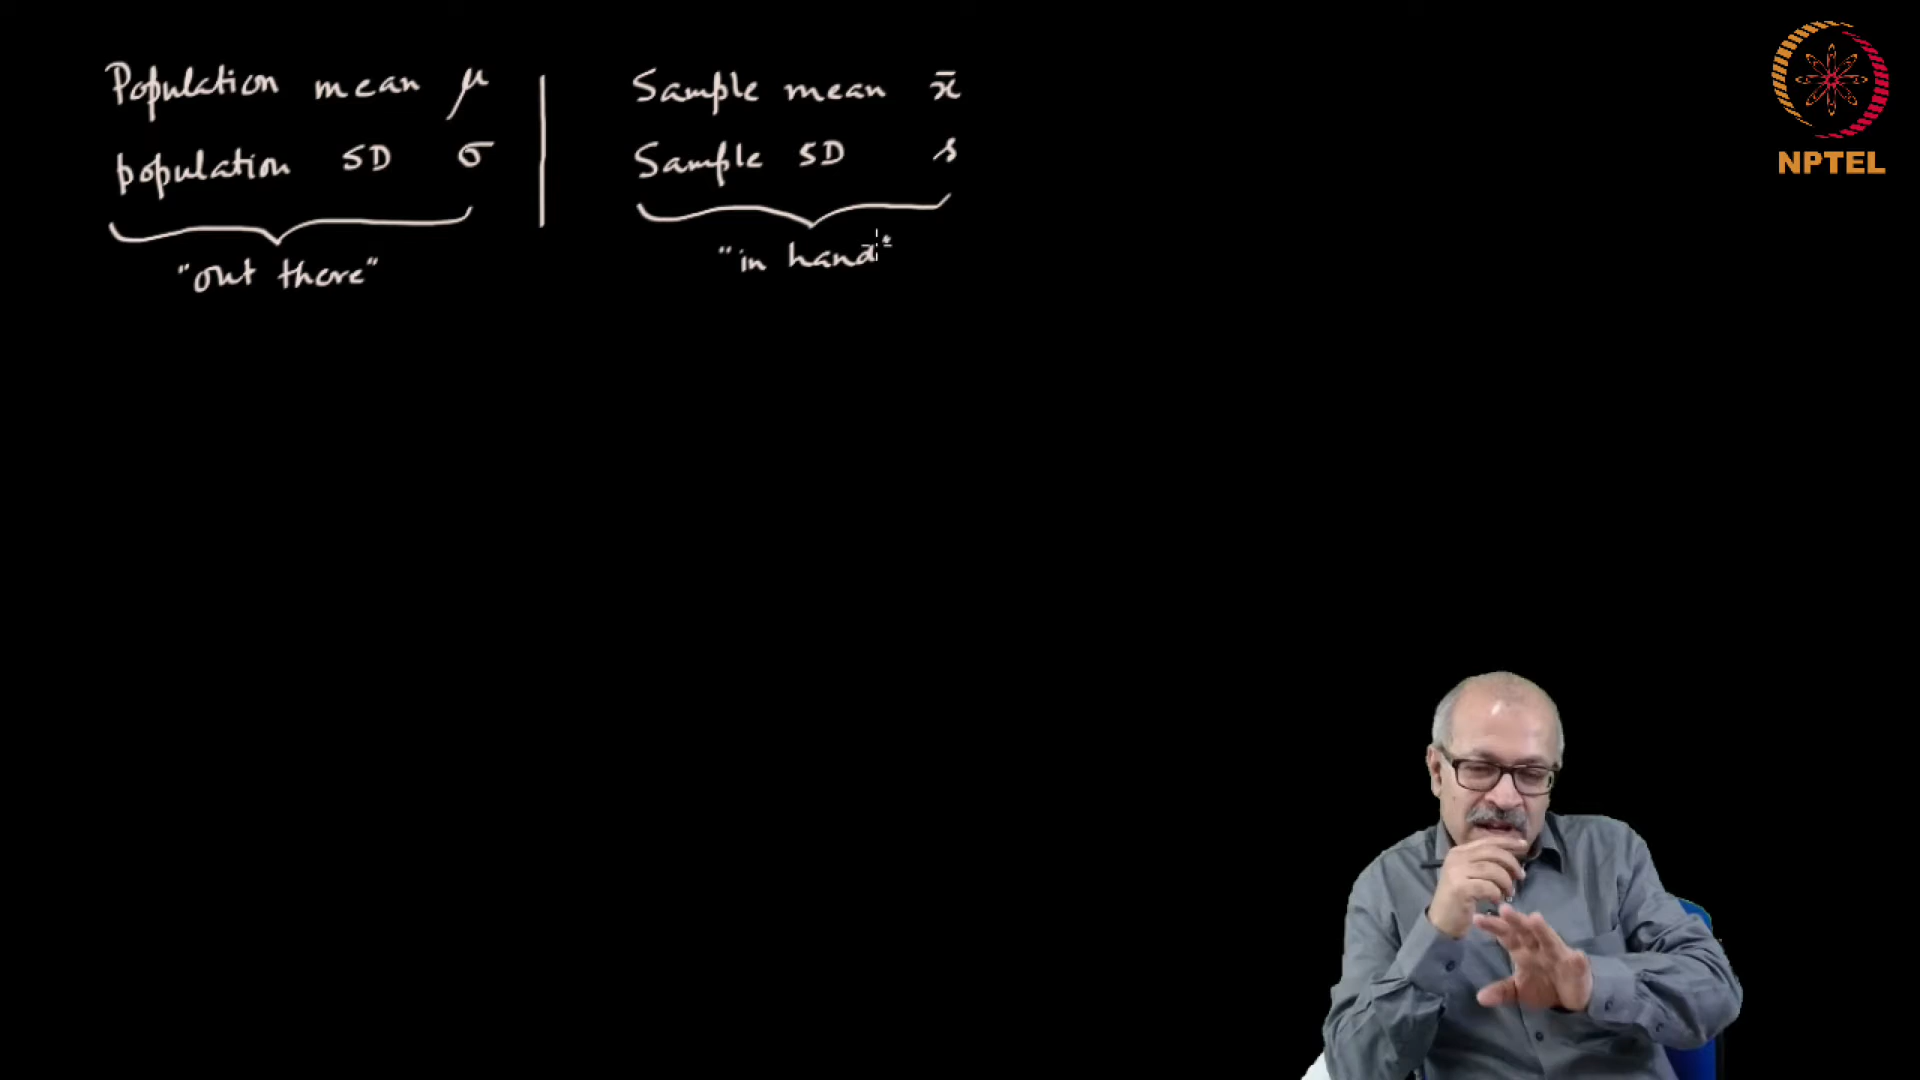 Population mean μ
population SD σ
"out there"
Sample mean x̄
Sample SD s
"in hand"
NPTEL